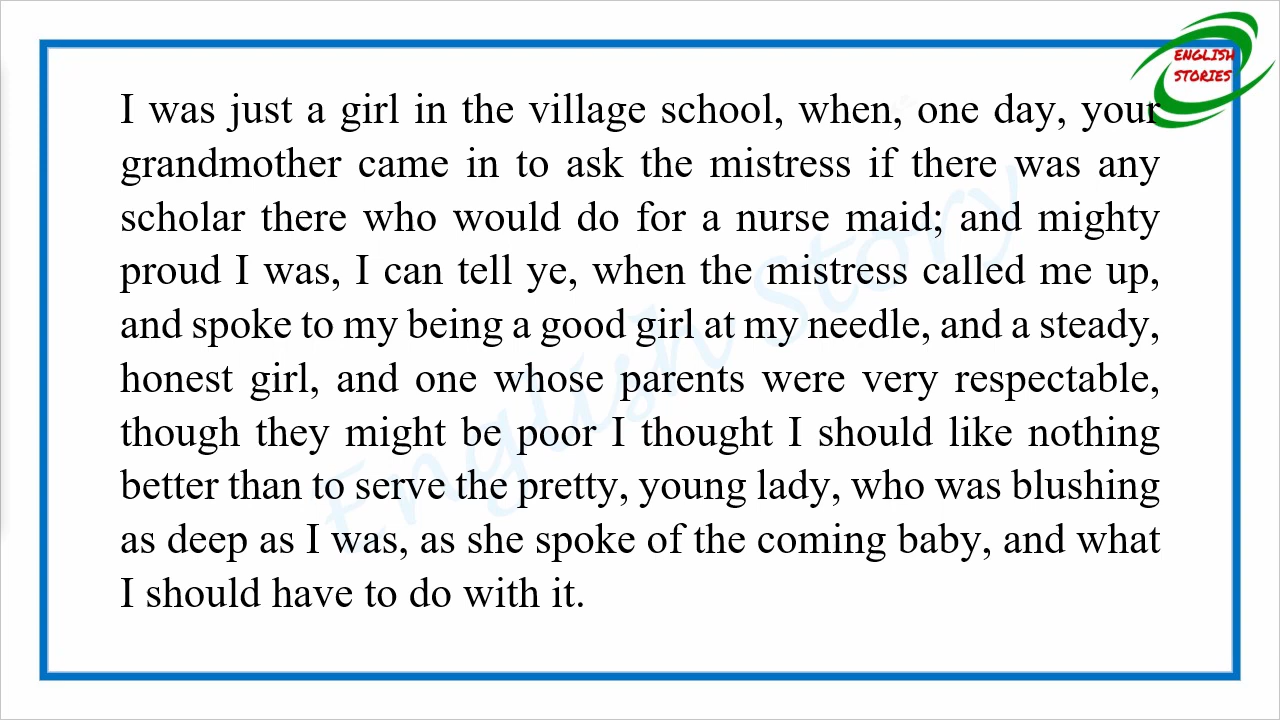 ENGLISH
STORIES
I was just a girl in the village school, when, one day, your
grandmother came in to ask the mistress if there was any
scholar there who would do for a nurse maid; and mighty
proud I was, I can tell ye, when the mistress called me up,
and spoke to my being a good girl at my needle, and a steady,
honest girl, and one whose parents were very respectable,
though they might be poor I thought I should like nothing
better than to serve the pretty, young lady, who was blushing
as deep as I was, as she spoke of the coming baby, and what
I should have to do with it.
English Story